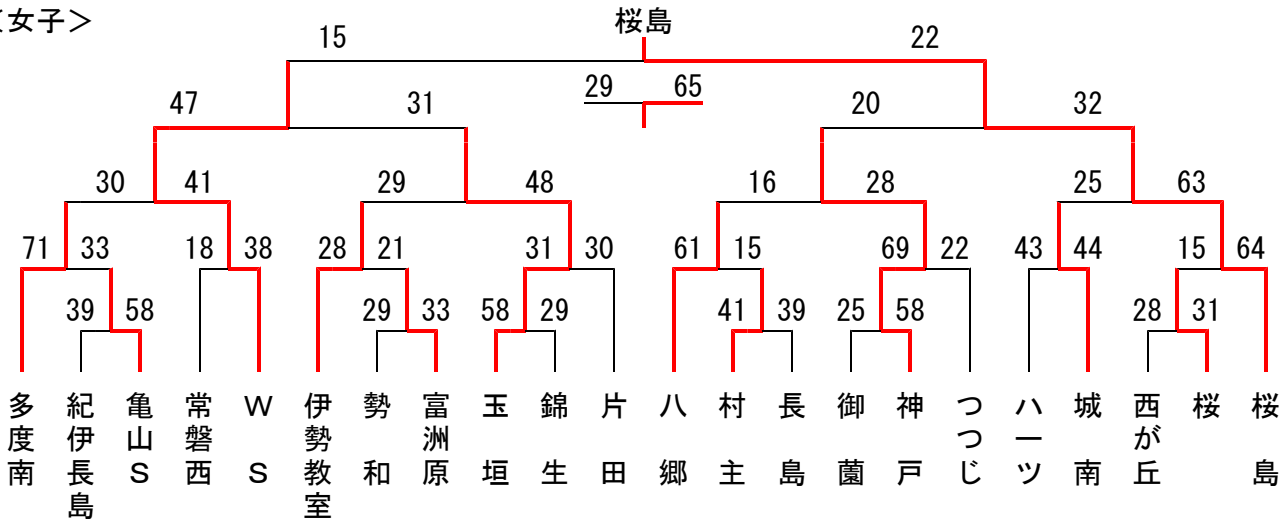 <女子＞
桜島
15 22
29 65
47 31 20 32
30 41 29 48 16 28 25 63
71 33 18 38 28 21 31 30 61 15 69 22 43 44 15 64
39 58 29 33 58 29 41 39 25 58 28 31
多度南
紀伊長島
亀山S
常磐西
W S
伊勢教室
勢和
富洲原
玉垣
錦生
片田
八郷
村主
長島
御薗
神戸
つつじ
ハーツ
城南
西が丘
桜
桜島